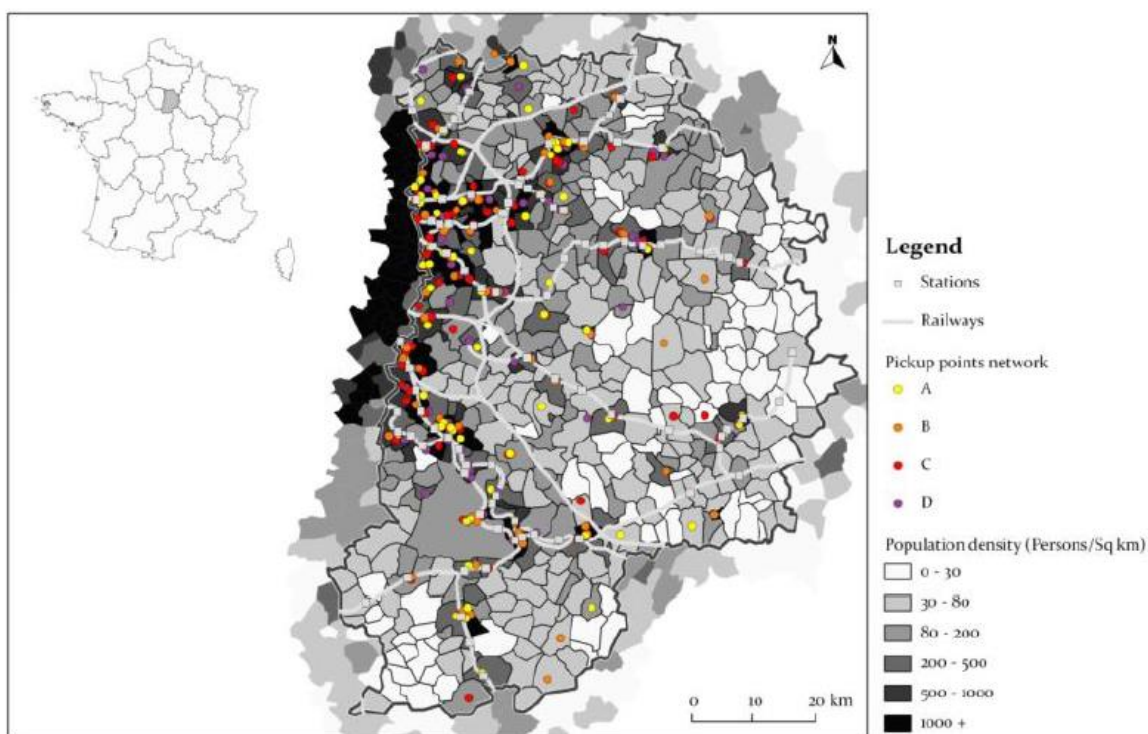 N
Legend
Stations
Railways
Pickup points network
A
B
C
D
Population density (Persons/Sq km)
0 - 30
30 - 80
80 - 200
200 - 500
500 - 1000
1000 +
0 10 20 km